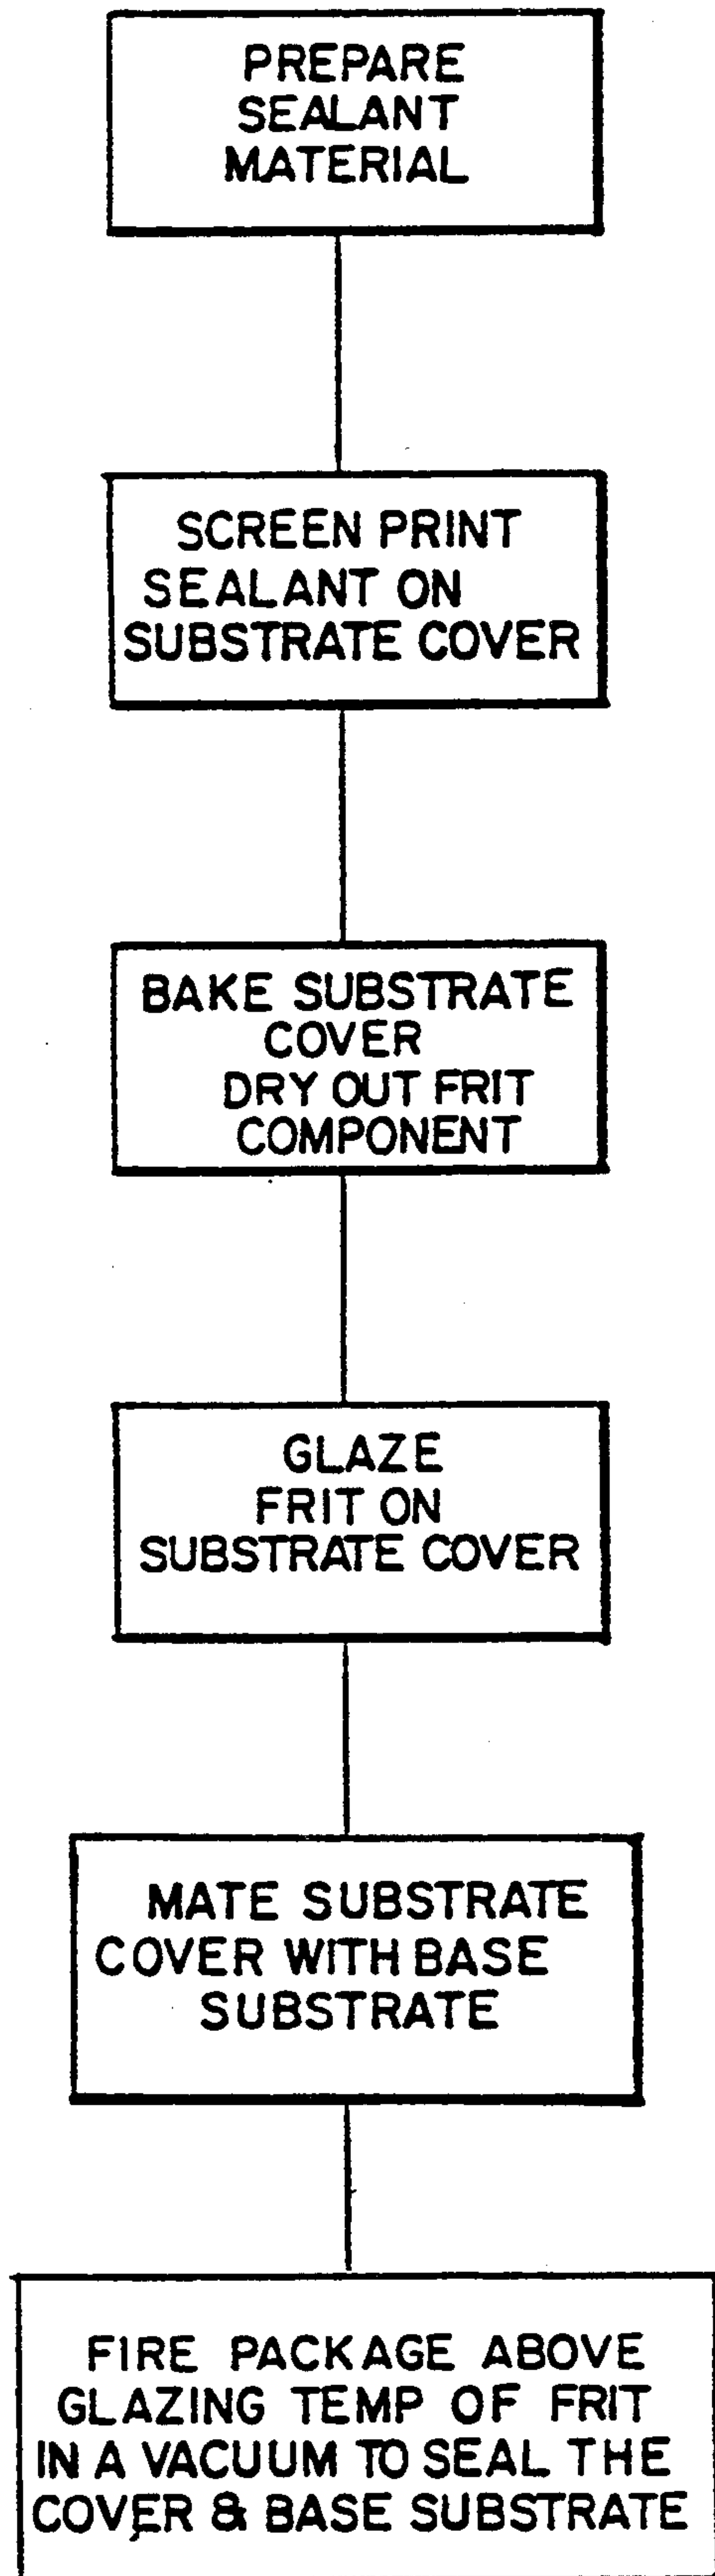 PREPARE
SEALANT
MATERIAL
SCREEN PRINT
SEALANT ON
SUBSTRATE COVER
BAKE SUBSTRATE
COVER
DRY OUT FRIT
COMPONENT
GLAZE
FRIT ON
SUBSTRATE COVER
MATE SUBSTRATE
COVER WITH BASE
SUBSTRATE
FIRE PACKAGE ABOVE
GLAZING TEMP OF FRIT
IN A VACUUM TO SEAL THE
COVER & BASE SUBSTRATE